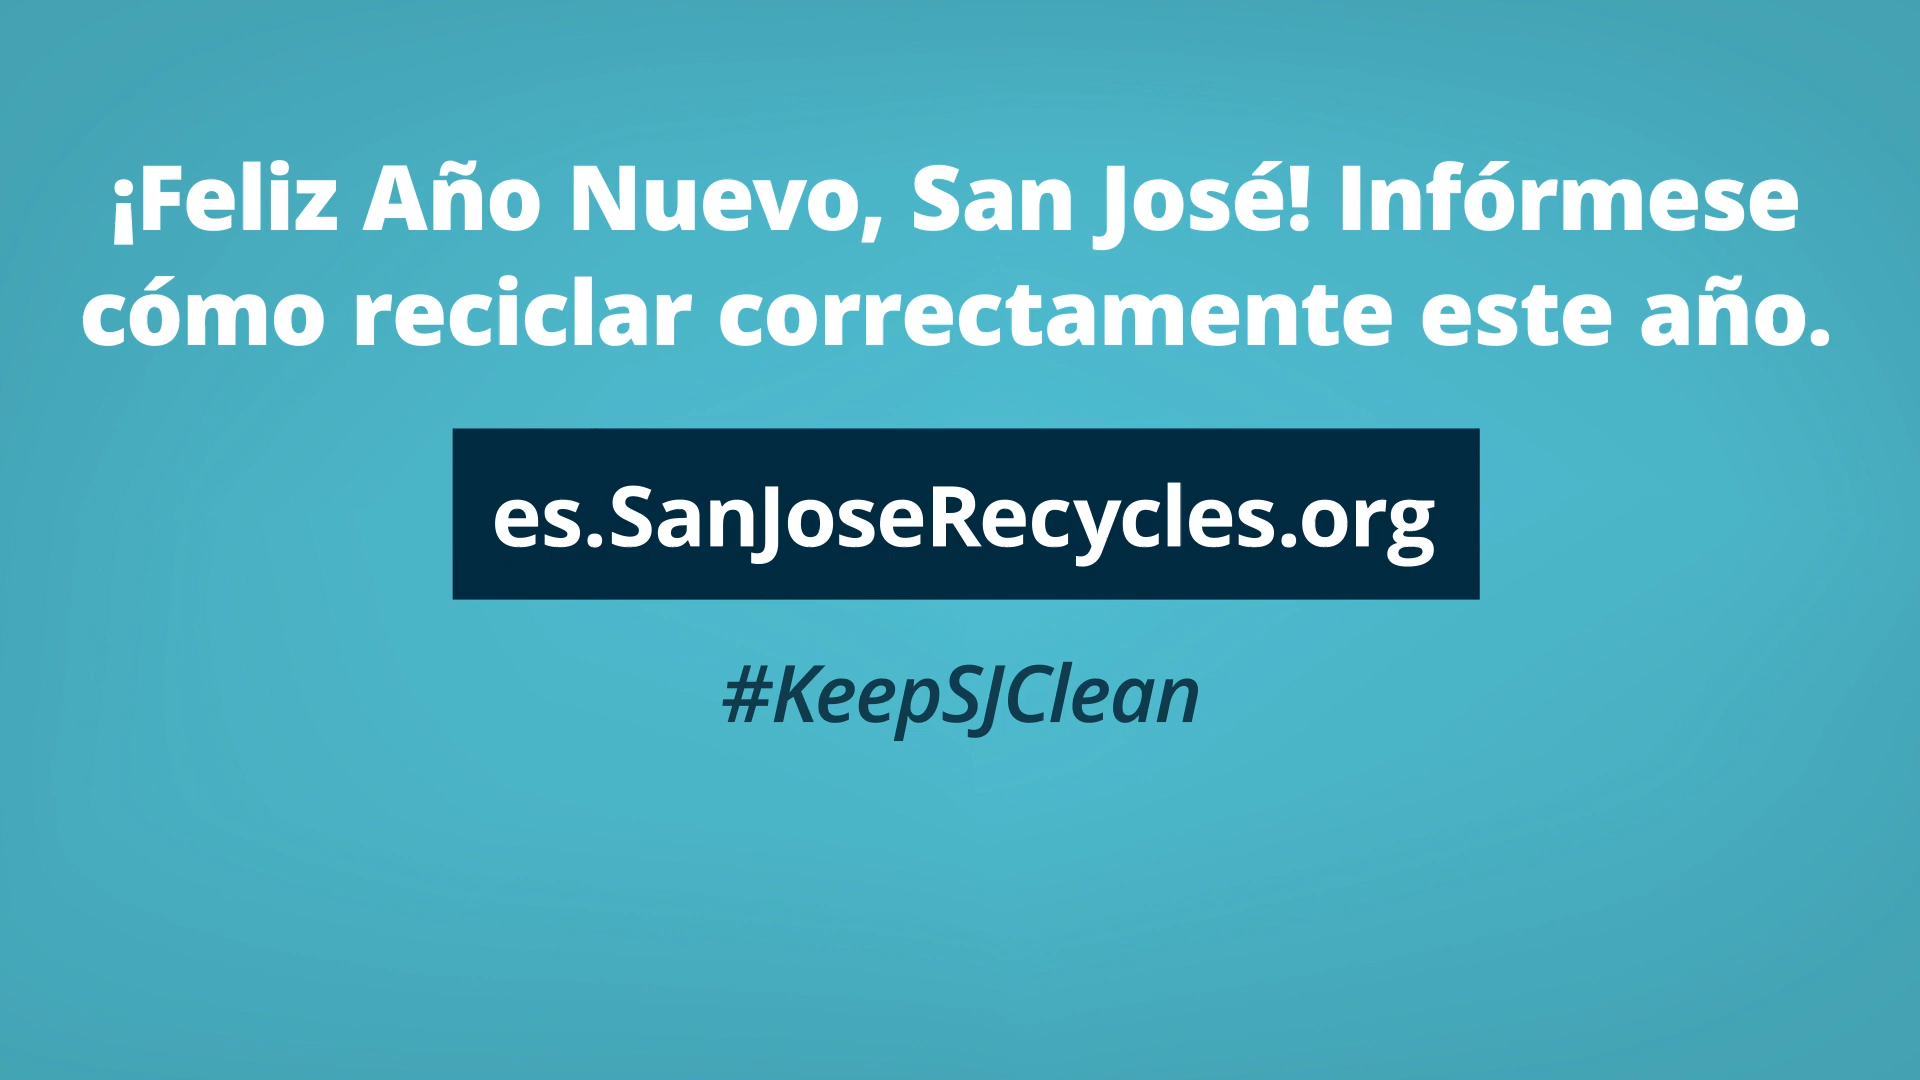 ¡Feliz Año Nuevo, San José! Infórmese
cómo reciclar correctamente este año.
es.SanJoseRecycles.org
#KeepSJClean